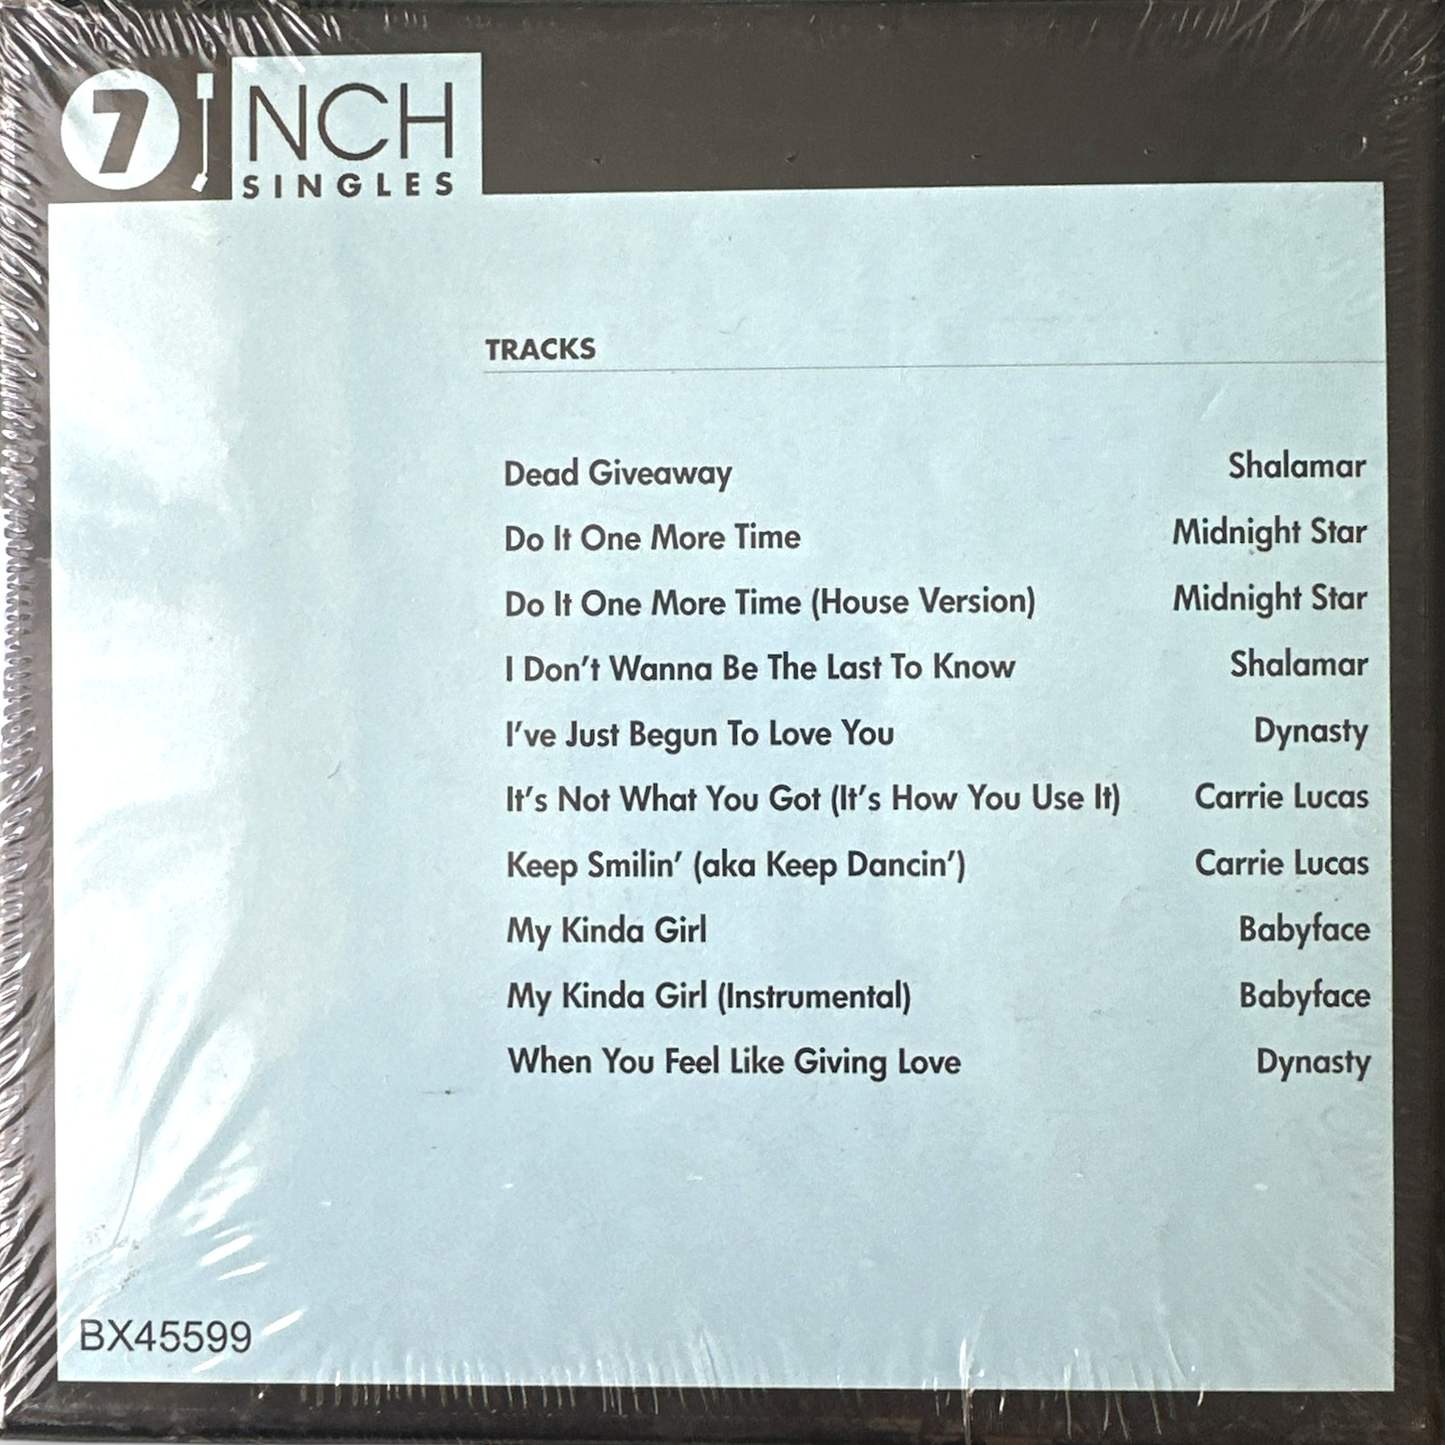 7 INCH
SINGLES
TRACKS
Dead Giveaway Shalamar
Do It One More Time Midnight Star
Do It One More Time (House Version) Midnight Star
I Don't Wanna Be The Last To Know Shalamar
I've Just Begun To Love You Dynasty
It's Not What You Got (It's How You Use It) Carrie Lucas
Keep Smilin' (aka Keep Dancin') Carrie Lucas
My Kinda Girl Babyface
My Kinda Girl (Instrumental) Babyface
When You Feel Like Giving Love Dynasty
BX45599